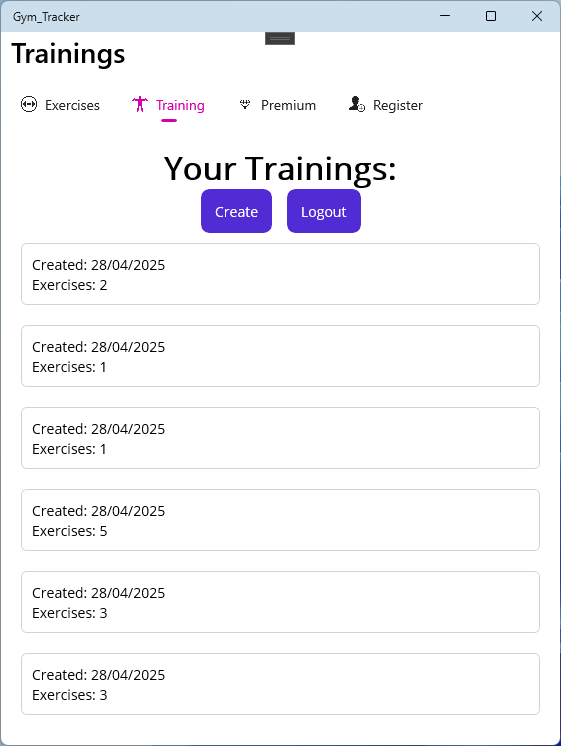 Gym_Tracker
Trainings
Exercises Training Premium Register
Your Trainings:
Create Logout
Created: 28/04/2025
Exercises: 2
Created: 28/04/2025
Exercises: 1
Created: 28/04/2025
Exercises: 1
Created: 28/04/2025
Exercises: 5
Created: 28/04/2025
Exercises: 3
Created: 28/04/2025
Exercises: 3